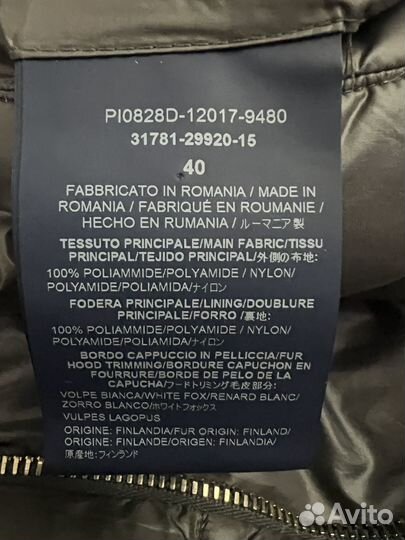 PI0828D-12017-9480
31781-29920-15
40
FABBRICATO IN ROMANIA / MADE IN
ROMANIA / FABRIQUÉ EN ROUMANIE /
HECHO EN RUMANIA / ルーマニア製
TESSUTO PRINCIPALE/MAIN FABRIC/TISSU
PRINCIPAL/TEJIDO PRINCIPAL/外側の布地:
100% POLIAMMIDE/POLYAMIDE / NYLON/
POLYAMIDE/POLIAMIDA/ナイロン
FODERA PRINCIPALE/LINING/DOUBLURE
PRINCIPALE/FORRO / 裏地:
100% POLIAMMIDE/POLYAMIDE / NYLON/
POLYAMIDE/POLIAMIDA/ナイロン
BORDO CAPPUCCIO IN PELLICCIA/FUR
HOOD TRIMMING/BORDURE CAPUCHON EN
FOURRURE/BORDE DE PELO DE LA
CAPUCHA/フードトリミング毛皮部分:
VOLPE BIANCA/WHITE FOX/RENARD BLANC/
ZORRO BLANCO/ホワイトフォックス
VULPES LAGOPUS
ORIGINE: FINLANDIA/FUR ORIGIN: FINLAND/
ORIGINE: FINLANDE/ORIGEN: FINLANDIA/
原産地:フィンランド
Avito